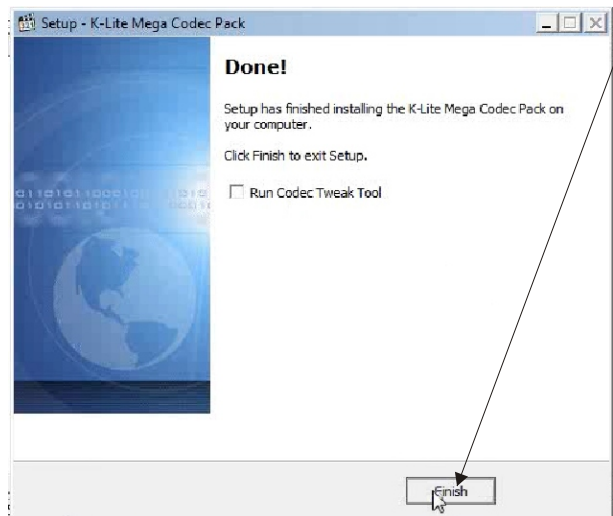 Setup - K-Lite Mega Codec Pack
Done!
Setup has finished installing the K-Lite Mega Codec Pack on
your computer.
Click Finish to exit Setup.
Run Codec Tweak Tool
Finish